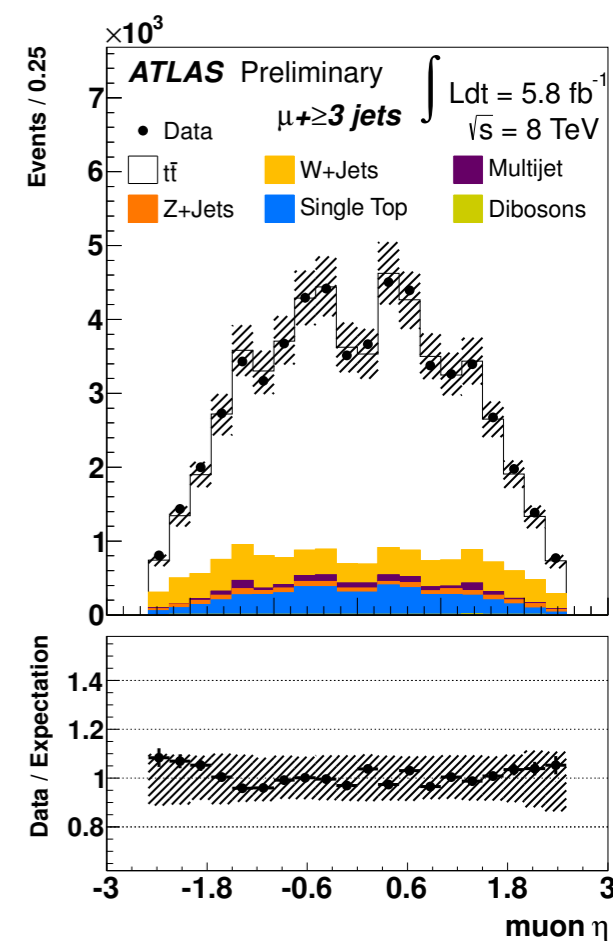 ×10³
Events / 0.25
ATLAS Preliminary
∫ Ldt = 5.8 fb⁻¹
μ+≥3 jets
√s = 8 TeV
Data
tt̄
W+Jets
Multijet
Z+Jets
Single Top
Dibosons
7
6
5
4
3
2
1
0
Data / Expectation
1.4
1.2
1
0.8
-3 -1.8 -0.6 0.6 1.8 3
muon η